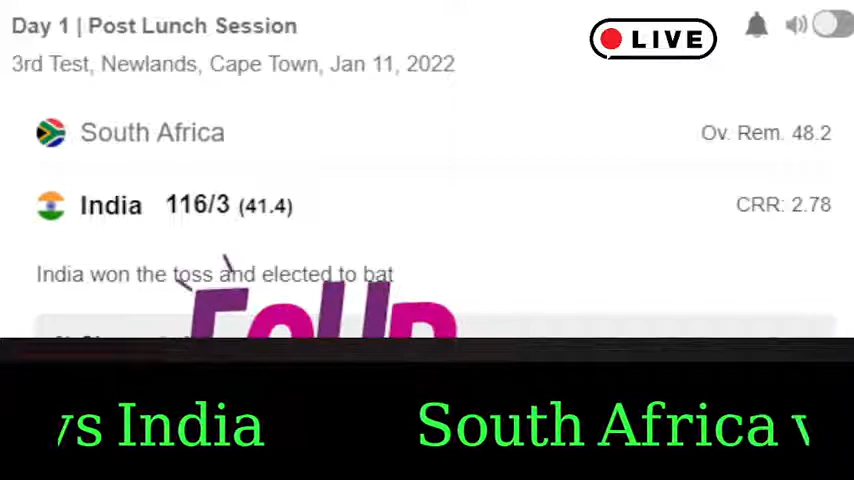 Day 1 | Post Lunch Session
LIVE
3rd Test, Newlands, Cape Town, Jan 11, 2022
South Africa Ov. Rem. 48.2
India 116/3 (41.4) CRR: 2.78
India won the toss and elected to bat
FOUR
vs India South Africa v